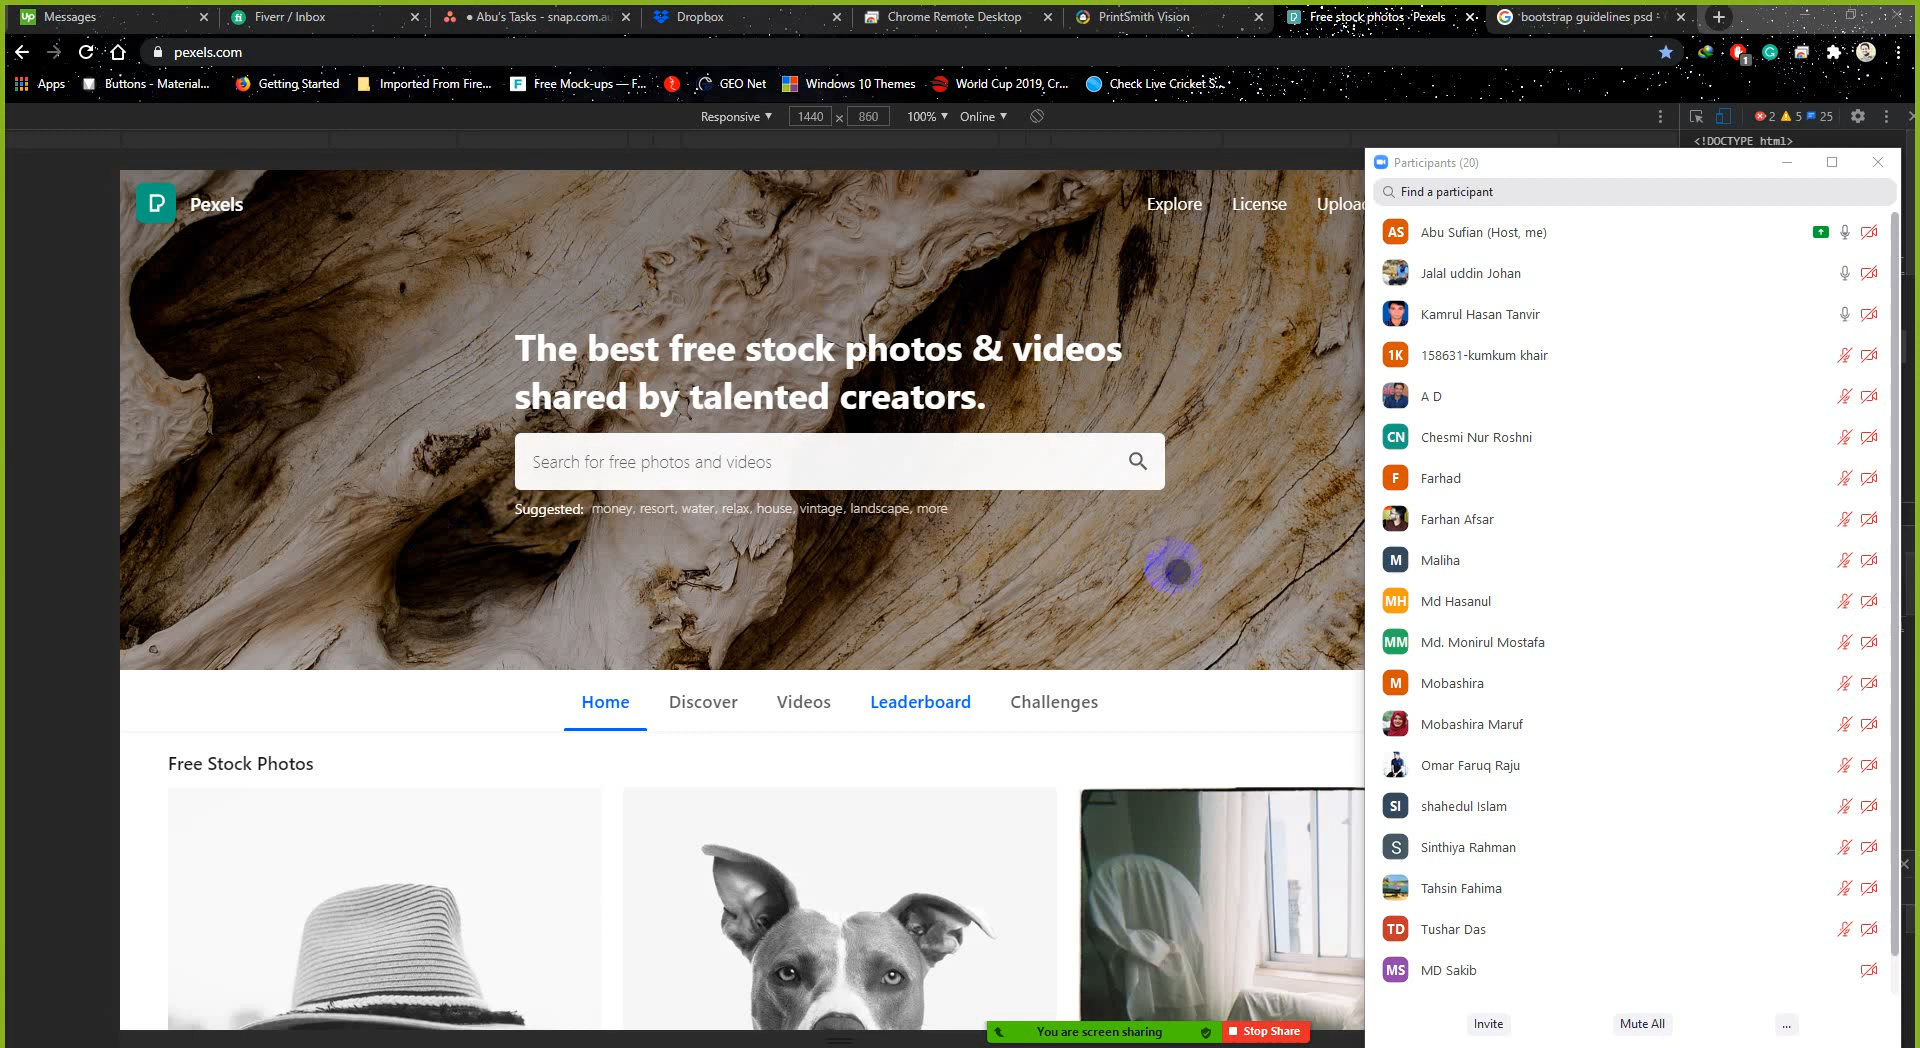 Up Messages
fi Fiverr / Inbox
● Abu's Tasks - snap.com.au
Dropbox
Chrome Remote Desktop
PrintSmith Vision
Free stock photos · Pexels
G bootstrap guidelines psd -
pexels.com
1
Apps
Buttons - Material...
Getting Started
Imported From Fire...
F Free Mock-ups — F...
GEO Net
Windows 10 Themes
World Cup 2019, Cr...
Check Live Cricket S...
Responsive ▼ 1440 × 860 100% ▼ Online ▼
2 5 25
<!DOCTYPE html>
Pexels
Explore License Upload
The best free stock photos & videos
shared by talented creators.
Search for free photos and videos
Suggested: money, resort, water, relax, house, vintage, landscape, more
Home Discover Videos Leaderboard Challenges
Free Stock Photos
You are screen sharing Stop Share
Participants (20)
Find a participant
AS Abu Sufian (Host, me)
Jalal uddin Johan
Kamrul Hasan Tanvir
1K 158631-kumkum khair
A D
CN Chesmi Nur Roshni
F Farhad
Farhan Afsar
M Maliha
MH Md Hasanul
MM Md. Monirul Mostafa
M Mobashira
Mobashira Maruf
Omar Faruq Raju
SI shahedul Islam
S Sinthiya Rahman
Tahsin Fahima
TD Tushar Das
MS MD Sakib
Invite Mute All ...